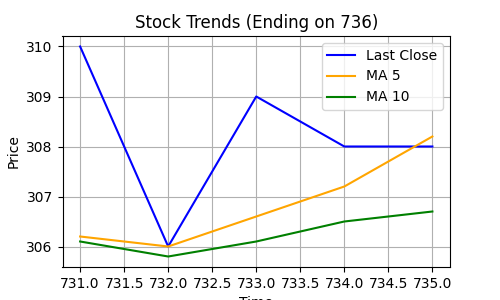 Stock Trends (Ending on 736)
310
309
308
307
306
Price
Last Close
MA 5
MA 10
731.0 731.5 732.0 732.5 733.0 733.5 734.0 734.5 735.0
Time